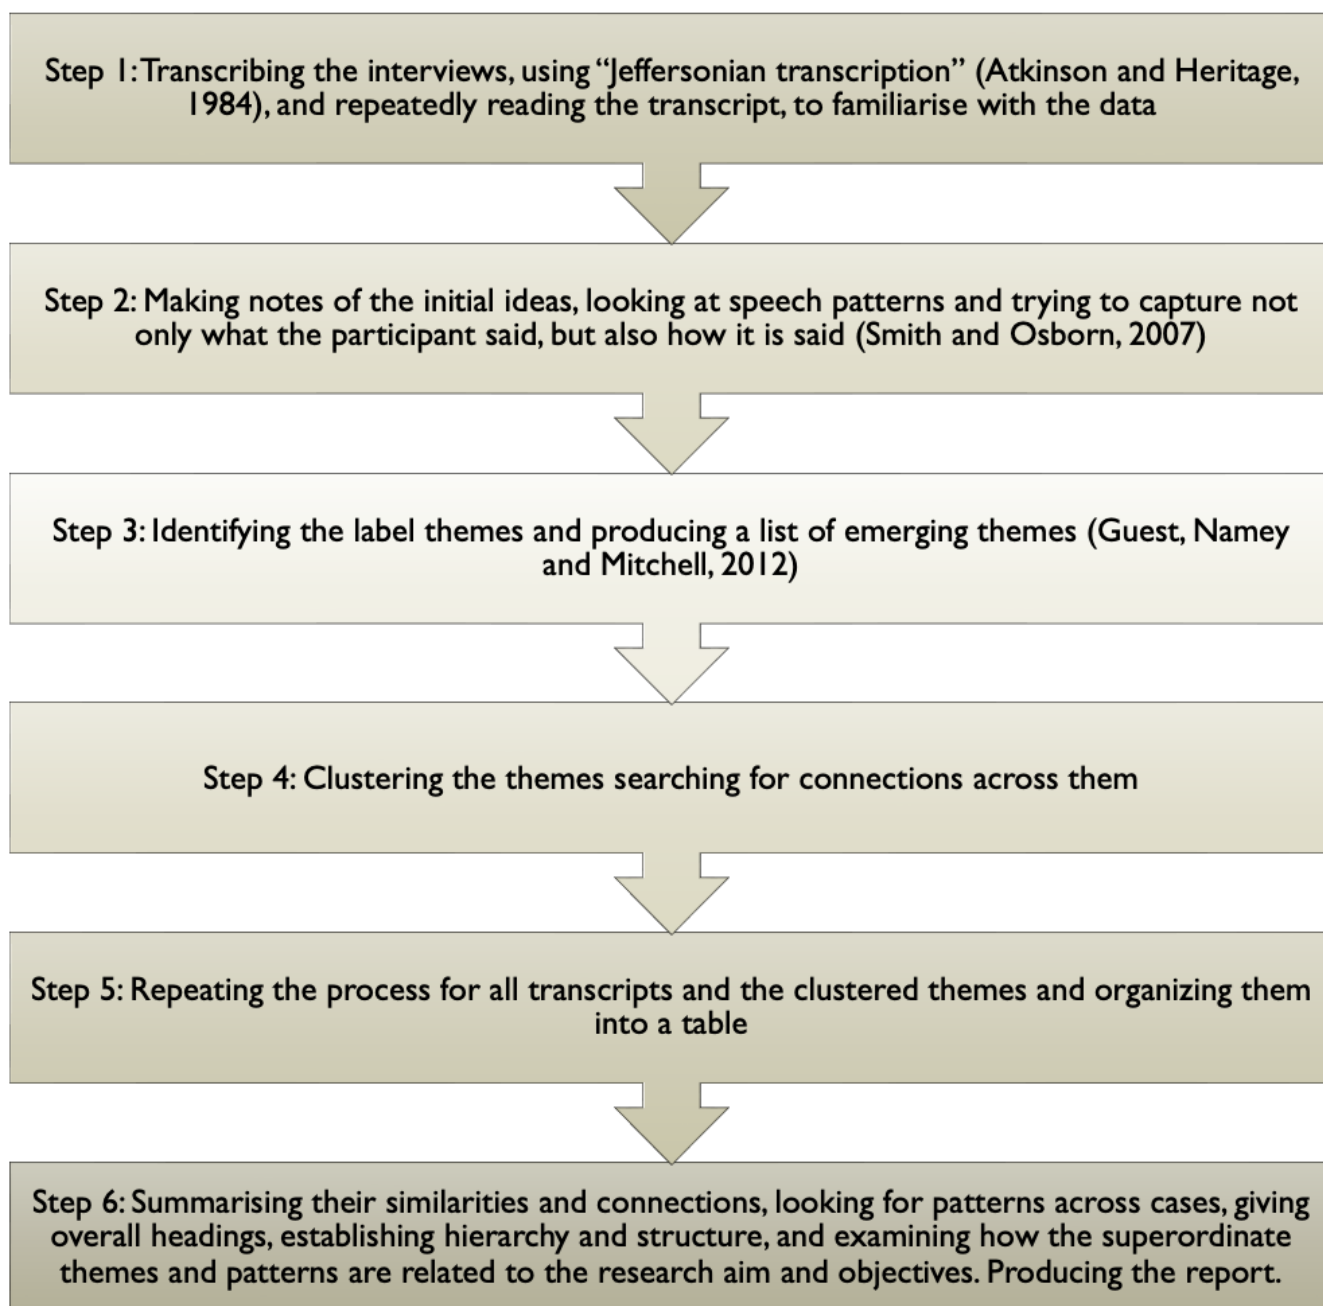 Step 1: Transcribing the interviews, using “Jeffersonian transcription” (Atkinson and Heritage,
1984), and repeatedly reading the transcript, to familiarise with the data
Step 2: Making notes of the initial ideas, looking at speech patterns and trying to capture not
only what the participant said, but also how it is said (Smith and Osborn, 2007)
Step 3: Identifying the label themes and producing a list of emerging themes (Guest, Namey
and Mitchell, 2012)
Step 4: Clustering the themes searching for connections across them
Step 5: Repeating the process for all transcripts and the clustered themes and organizing them
into a table
Step 6: Summarising their similarities and connections, looking for patterns across cases, giving
overall headings, establishing hierarchy and structure, and examining how the superordinate
themes and patterns are related to the research aim and objectives. Producing the report.